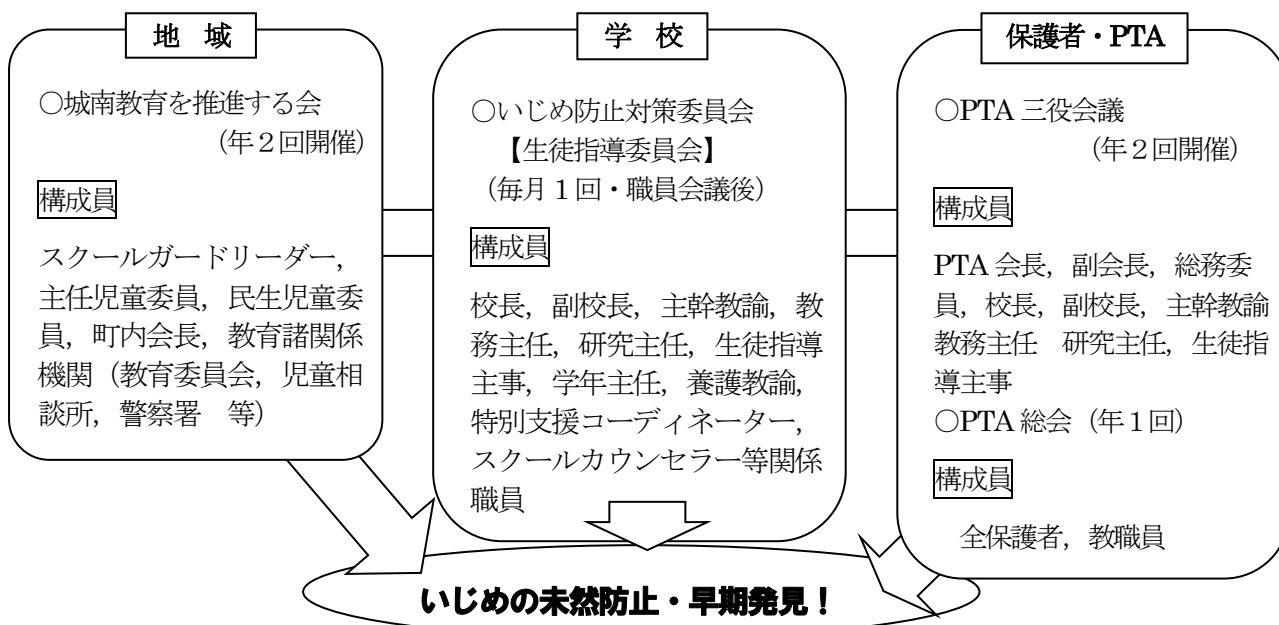 地 域
○城南教育を推進する会
(年２回開催)
構成員
スクールガードリーダー,
主任児童委員,民生児童委
員,町内会長,教育諸関係
機関(教育委員会,児童相
談所,警察署 等)
学 校
○いじめ防止対策委員会
【生徒指導委員会】
(毎月１回・職員会議後)
構成員
校長,副校長,主幹教諭,教
務主任,研究主任,生徒指導
主事,学年主任,養護教諭,
特別支援コーディネーター,
スクールカウンセラー等関係
職員
保護者・PTA
○PTA 三役会議
(年２回開催)
構成員
PTA 会長,副会長,総務委
員,校長,副校長,主幹教諭
教務主任 研究主任,生徒指
導主事
○PTA 総会(年１回)
構成員
全保護者,教職員
いじめの未然防止・早期発見！